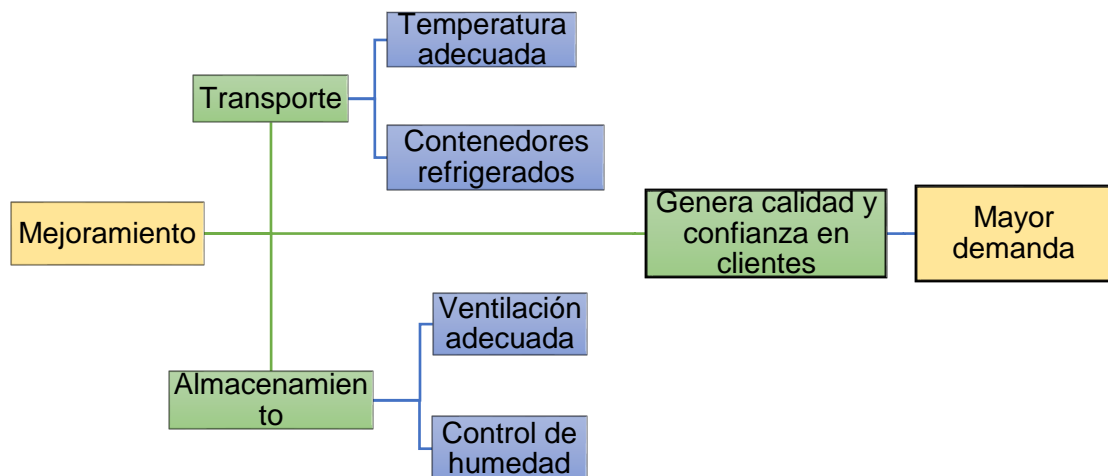 Temperatura
adecuada
Transporte
Contenedores
refrigerados
Mejoramiento
Genera calidad y
confianza en
clientes
Mayor
demanda
Ventilación
adecuada
Almacenamien
to
Control de
humedad